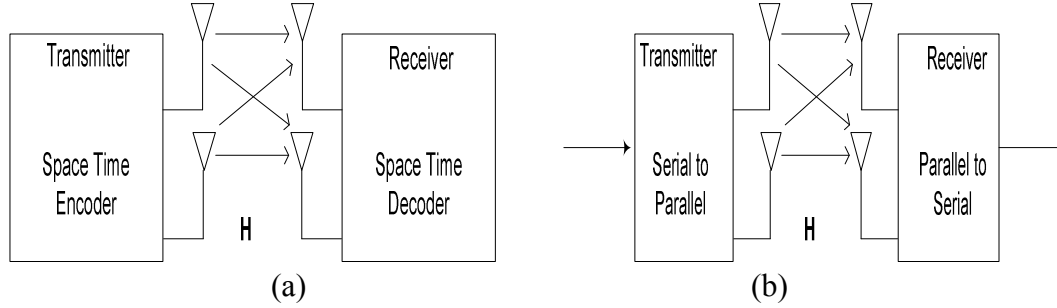 Transmitter
Space Time
Encoder
H
Receiver
Space Time
Decoder
(a)
Transmitter
Serial to
Parallel
H
Receiver
Parallel to
Serial
(b)